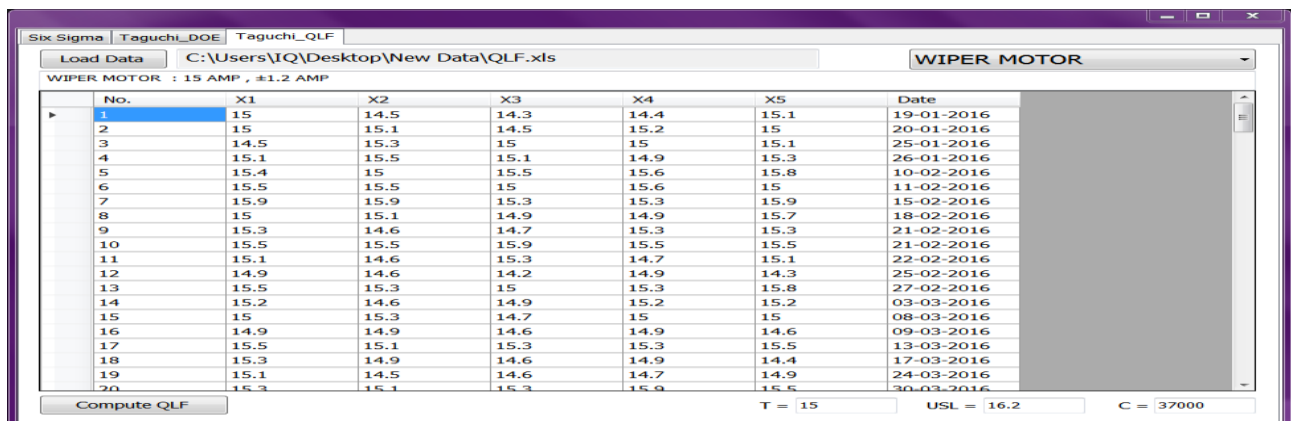 Six Sigma Taguchi_DOE Taguchi_QLF
Load Data C:\Users\IQ\Desktop\New Data\QLF.xls WIPER MOTOR
WIPER MOTOR : 15 AMP , ±1.2 AMP
No. X1 X2 X3 X4 X5 Date
1 15 14.5 14.3 14.4 15.1 19-01-2016
2 15 15.1 14.5 15.2 15 20-01-2016
3 14.5 15.3 15 15 15.1 25-01-2016
4 15.1 15.5 15.1 14.9 15.3 26-01-2016
5 15.4 15 15.5 15.6 15.8 10-02-2016
6 15.5 15.5 15 15.6 15 11-02-2016
7 15.9 15.9 15.3 15.3 15.9 15-02-2016
8 15 15.1 14.9 14.9 15.7 18-02-2016
9 15.3 14.6 14.7 15.3 15.3 21-02-2016
10 15.5 15.5 15.9 15.5 15.5 21-02-2016
11 15.1 14.6 15.3 14.7 15.1 22-02-2016
12 14.9 14.6 14.2 14.9 14.3 25-02-2016
13 15.5 15.3 15 15.3 15.8 27-02-2016
14 15.2 14.6 14.9 15.2 15.2 03-03-2016
15 15 15.3 14.7 15 15 08-03-2016
16 14.9 14.9 14.6 14.9 14.6 09-03-2016
17 15.5 15.1 15.3 15.3 15.5 13-03-2016
18 15.3 14.9 14.6 14.9 14.4 17-03-2016
19 15.1 14.5 14.6 14.7 14.9 24-03-2016
20 15.3 15.1 15.3 15.9 15.5 30-03-2016
Compute QLF T = 15 USL = 16.2 C = 37000